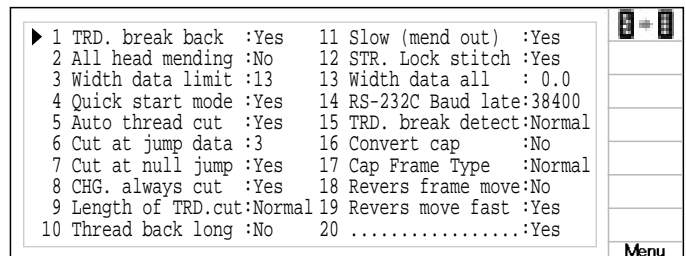 ▶ 1 TRD. break back :Yes 11 Slow (mend out) :Yes
2 All head mending :No 12 STR. Lock stitch :Yes
3 Width data limit :13 13 Width data all : 0.0
4 Quick start mode :Yes 14 RS-232C Baud late:38400
5 Auto thread cut :Yes 15 TRD. break detect:Normal
6 Cut at jump data :3 16 Convert cap :No
7 Cut at null jump :Yes 17 Cap Frame Type :Normal
8 CHG. always cut :Yes 18 Revers frame move:No
9 Length of TRD.cut:Normal 19 Revers move fast :Yes
10 Thread back long :No 20 .................:Yes
Menu